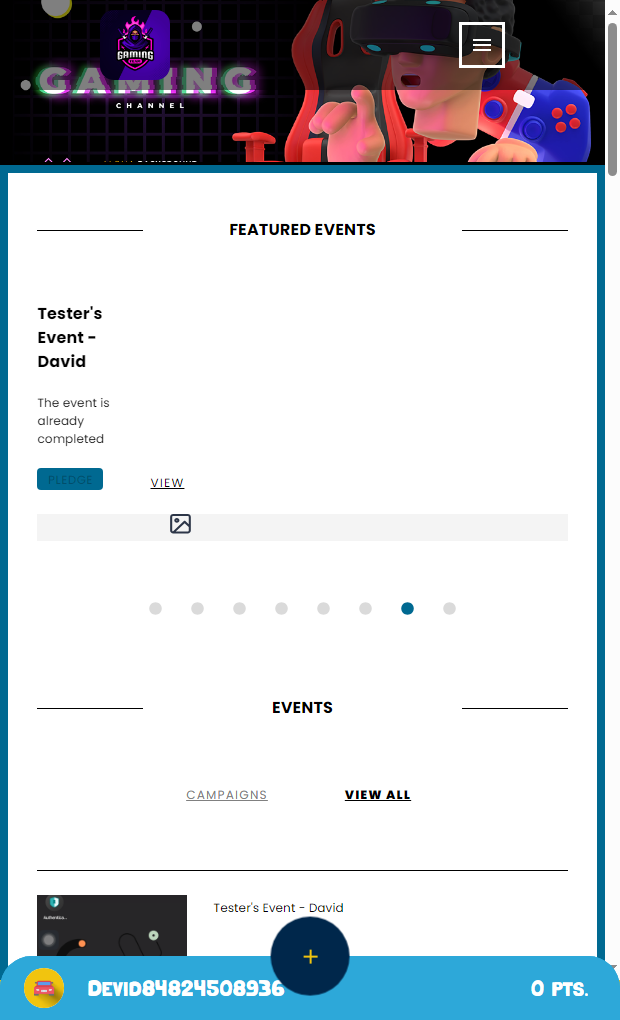 GAMING
GAMING
CHANNEL
FEATURED EVENTS
Tester's
Event -
David
The event is
already
completed
PLEDGE
VIEW
EVENTS
CAMPAIGNS
VIEW ALL
Tester's Event - David
Authentica...
+
Devid84824508936
0 PTS.